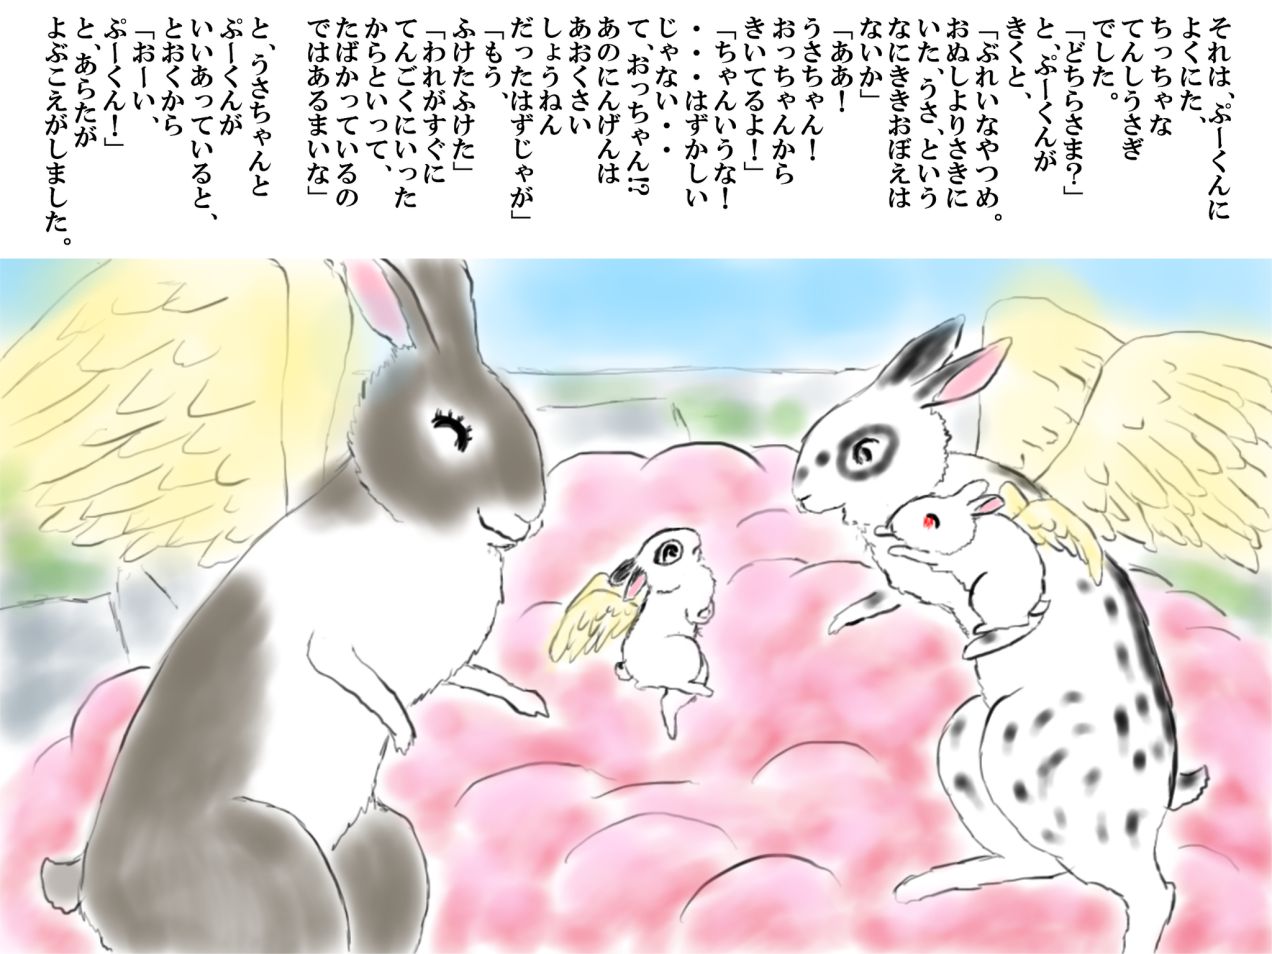 それは、ぷーくんに
よくにた、
ちっちゃな
てんしうさぎ
でした。
「どちらさま？」
と、ぷーくんが
きくと、
「ぶれいなやつめ。
おぬしよりさきに
いた、うさ、という
なにききおぼえは
ないか」
「ああ！
うさちゃん！
おっちゃんから
きいてるよ！」
「ちゃんいうな！
・・・はずかしい
じゃない・・
て、おっちゃん!?
あのにんげんは
あおくさい
しょうねん
だったはずじゃが」
「もう、
ふけたふけた」
「われがすぐに
てんごくにいった
からといって、
たばかっているの
ではあるまいな」
と、うさちゃんと
ぷーくんが
いいあっていると、
とおくから
「おーい、
ぷーくん！」
と、あらたが
よぶこえがしました。